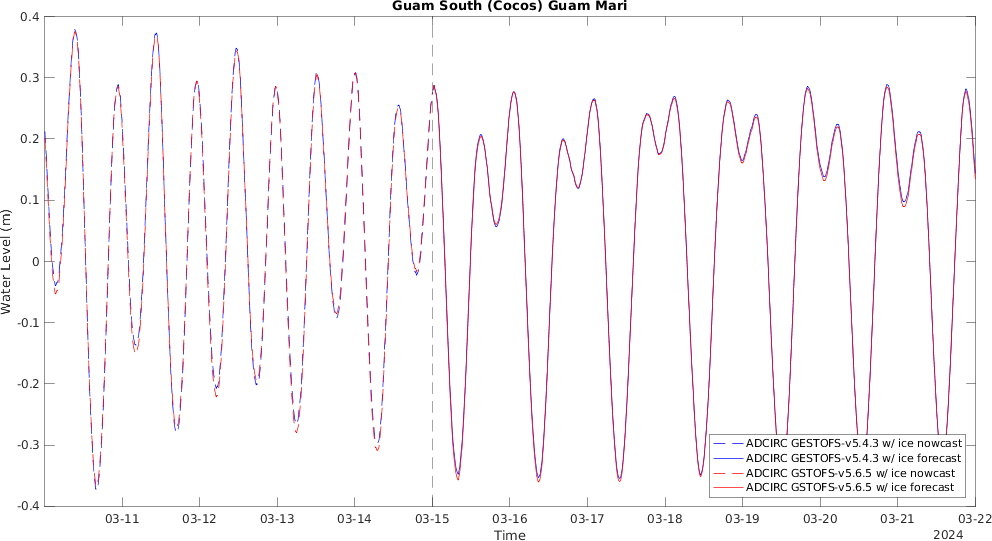 Guam South (Cocos) Guam Mari
0.4
0.3
0.2
0.1
0
-0.1
-0.2
-0.3
-0.4
Water Level (m)
ADCIRC GESTOFS-v5.4.3 w/ ice nowcast
ADCIRC GESTOFS-v5.4.3 w/ ice forecast
ADCIRC GSTOFS-v5.6.5 w/ ice nowcast
ADCIRC GSTOFS-v5.6.5 w/ ice forecast
03-11 03-12 03-13 03-14 03-15 03-16 03-17 03-18 03-19 03-20 03-21 03-22
Time
2024